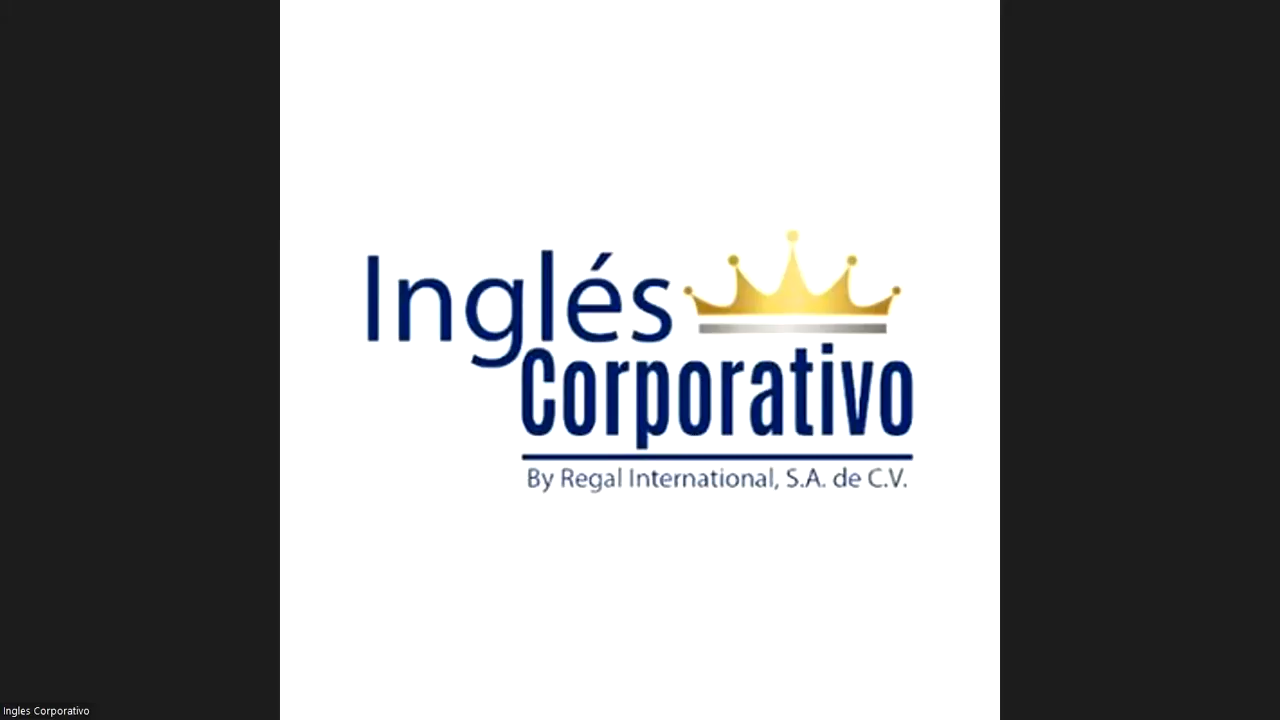 Inglés
Corporativo
By Regal International, S.A. de C.V.
Ingles Corporativo